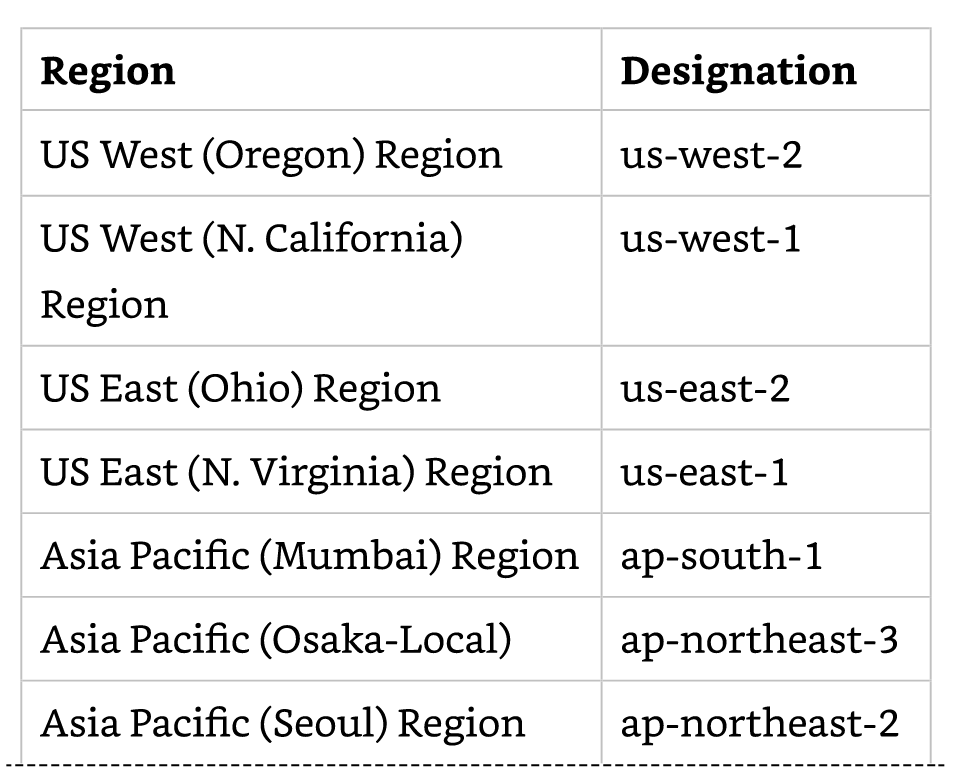 Region Designation
US West (Oregon) Region us-west-2
US West (N. California) us-west-1
Region
US East (Ohio) Region us-east-2
US East (N. Virginia) Region us-east-1
Asia Pacific (Mumbai) Region ap-south-1
Asia Pacific (Osaka-Local) ap-northeast-3
Asia Pacific (Seoul) Region ap-northeast-2